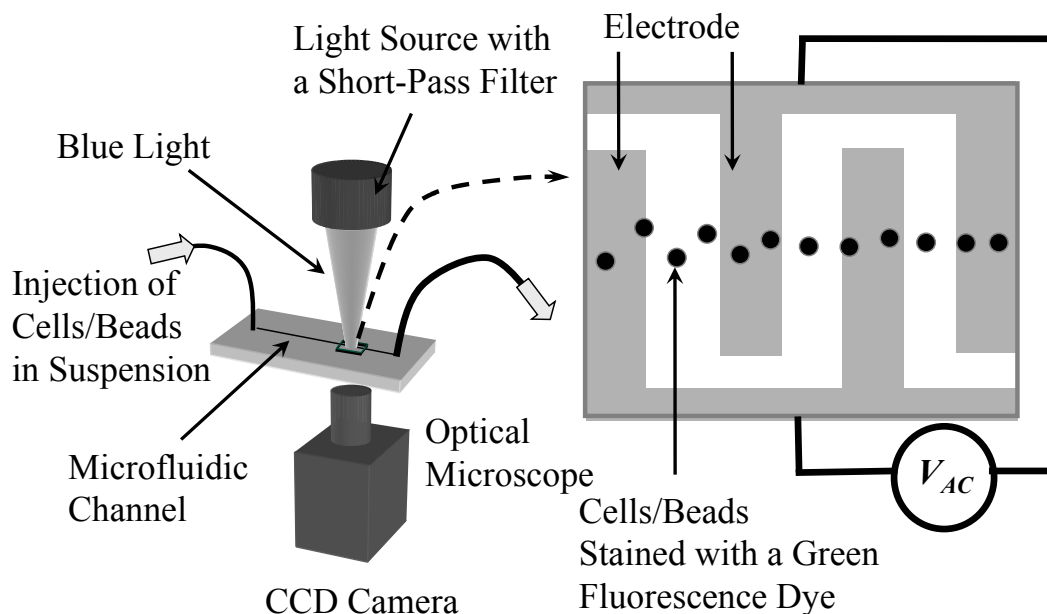 Light Source with
a Short-Pass Filter
Electrode
Blue Light
Injection of
Cells/Beads
in Suspension
Microfluidic
Channel
Optical
Microscope
V_AC
Cells/Beads
Stained with a Green
Fluorescence Dye
CCD Camera